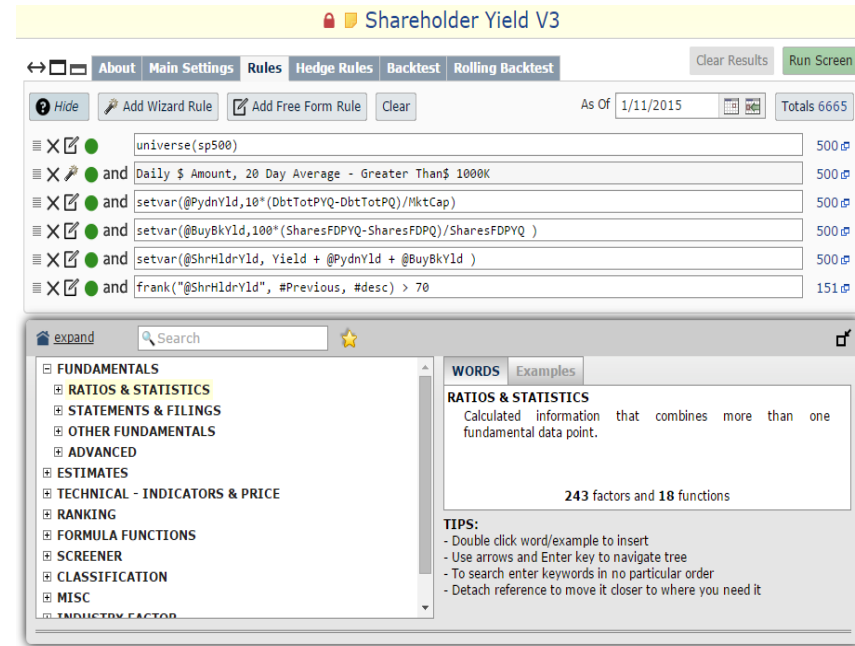 Shareholder Yield V3
About Main Settings Rules Hedge Rules Backtest Rolling Backtest Clear Results Run Screen
? Hide Add Wizard Rule Add Free Form Rule Clear As Of 1/11/2015 Totals 6665
universe(sp500) 500
and Daily $ Amount, 20 Day Average - Greater Than$ 1000K 500
and setvar(@PydnYld,10*(DbtTotPYQ-DbtTotPQ)/MktCap) 500
and setvar(@BuyBkYld,100*(SharesFDPYQ-SharesFDPQ)/SharesFDPYQ ) 500
and setvar(@ShrHldrYld, Yield + @PydnYld + @BuyBkYld ) 500
and frank("@ShrHldrYld", #Previous, #desc) > 70 151
expand Search
FUNDAMENTALS
RATIOS & STATISTICS
STATEMENTS & FILINGS
OTHER FUNDAMENTALS
ADVANCED
ESTIMATES
TECHNICAL - INDICATORS & PRICE
RANKING
FORMULA FUNCTIONS
SCREENER
CLASSIFICATION
MISC
INDUSTRY FACTOR
WORDS Examples
RATIOS & STATISTICS
Calculated information that combines more than one
fundamental data point.
243 factors and 18 functions
TIPS:
- Double click word/example to insert
- Use arrows and Enter key to navigate tree
- To search enter keywords in no particular order
- Detach reference to move it closer to where you need it